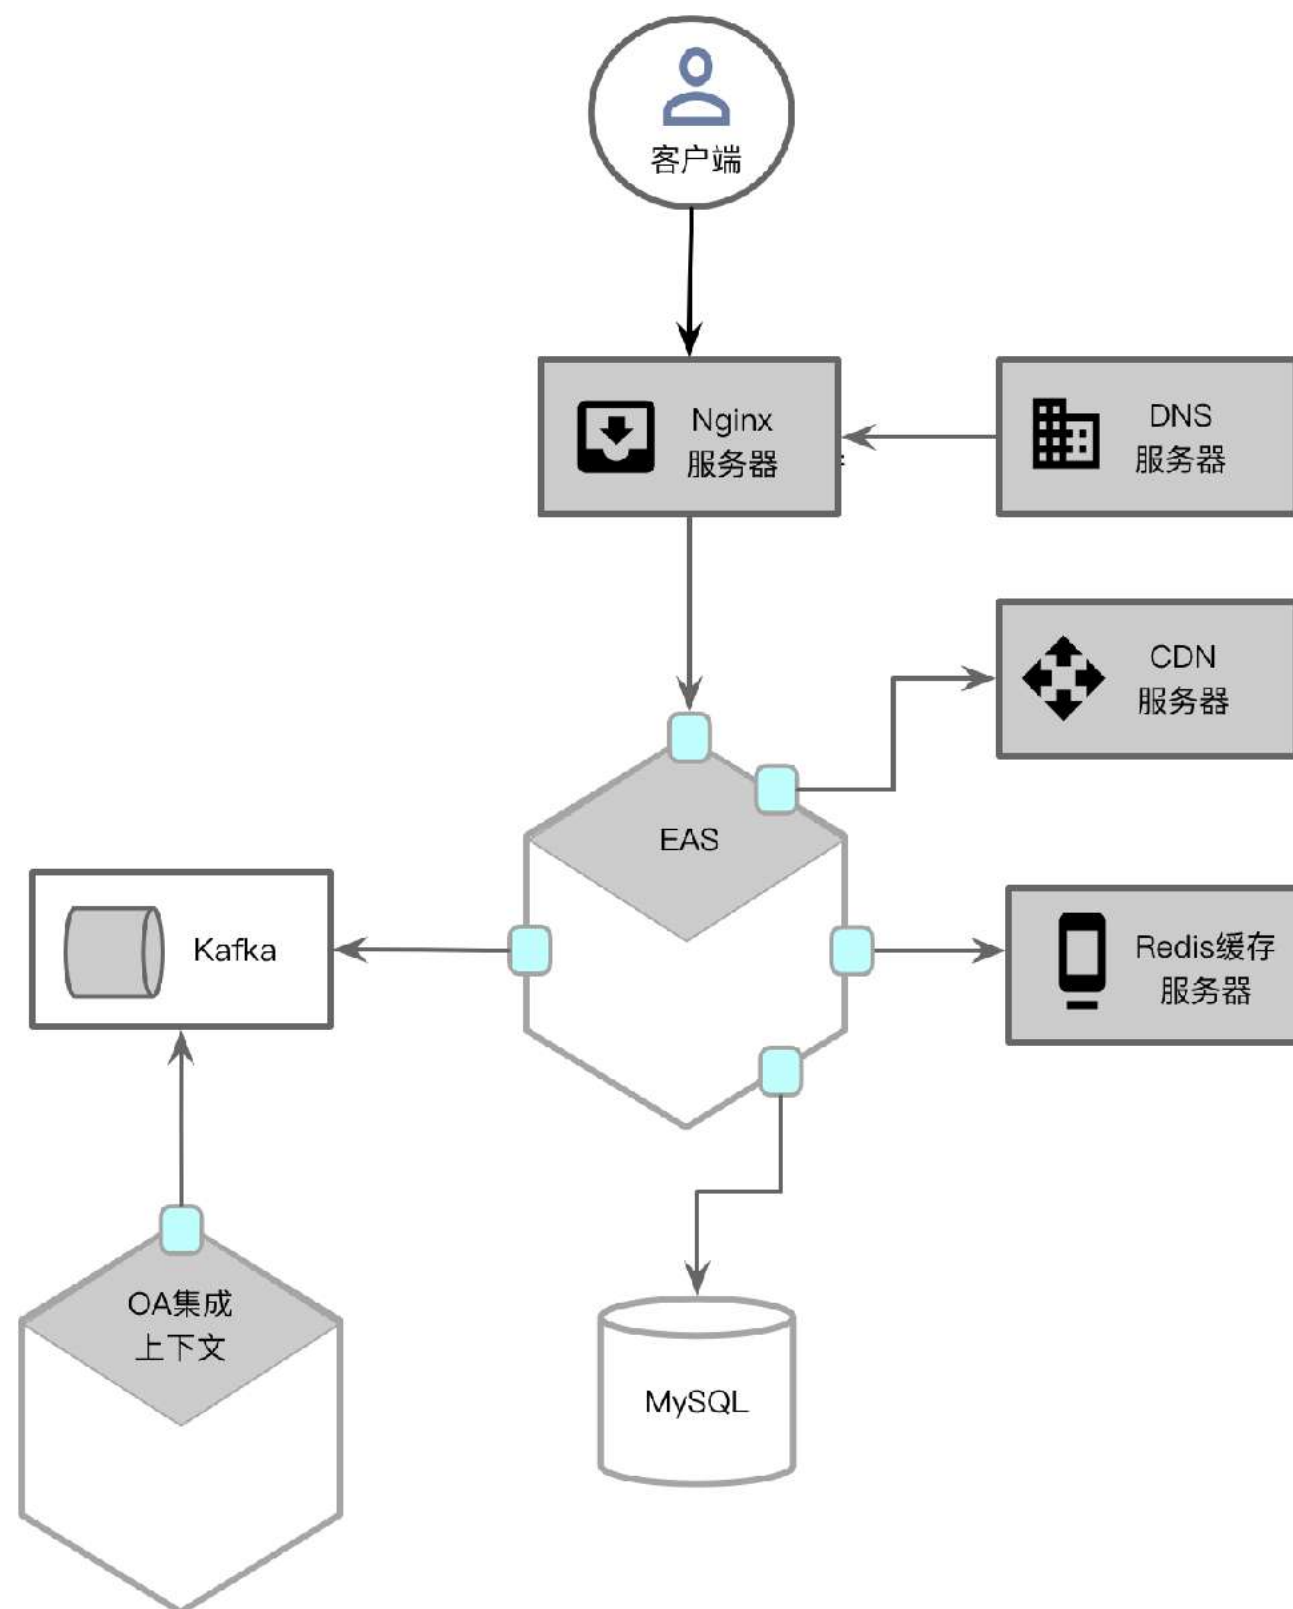 客户端
Nginx
服务器
DNS
服务器
CDN
服务器
EAS
Kafka
Redis缓存
服务器
OA集成
上下文
MySQL